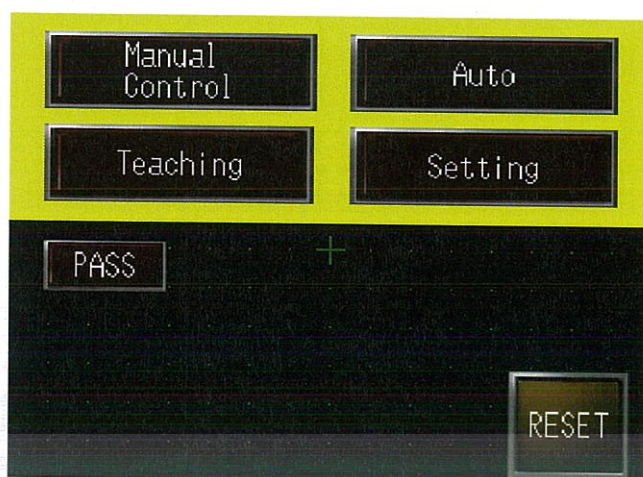 Manual
Control
Auto
Teaching
Setting
PASS
RESET